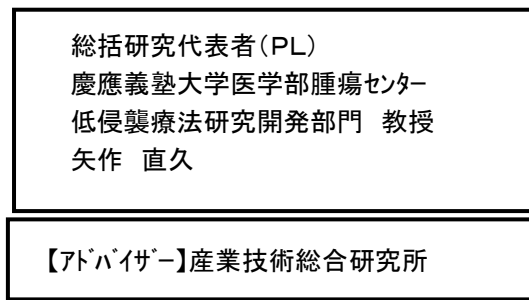 総括研究代表者（ＰＬ）
慶應義塾大学医学部腫瘍ｾﾝﾀｰ
低侵襲療法研究開発部門　教授
矢作　直久
【ｱﾄﾞﾊﾞｲｻﾞｰ】産業技術総合研究所